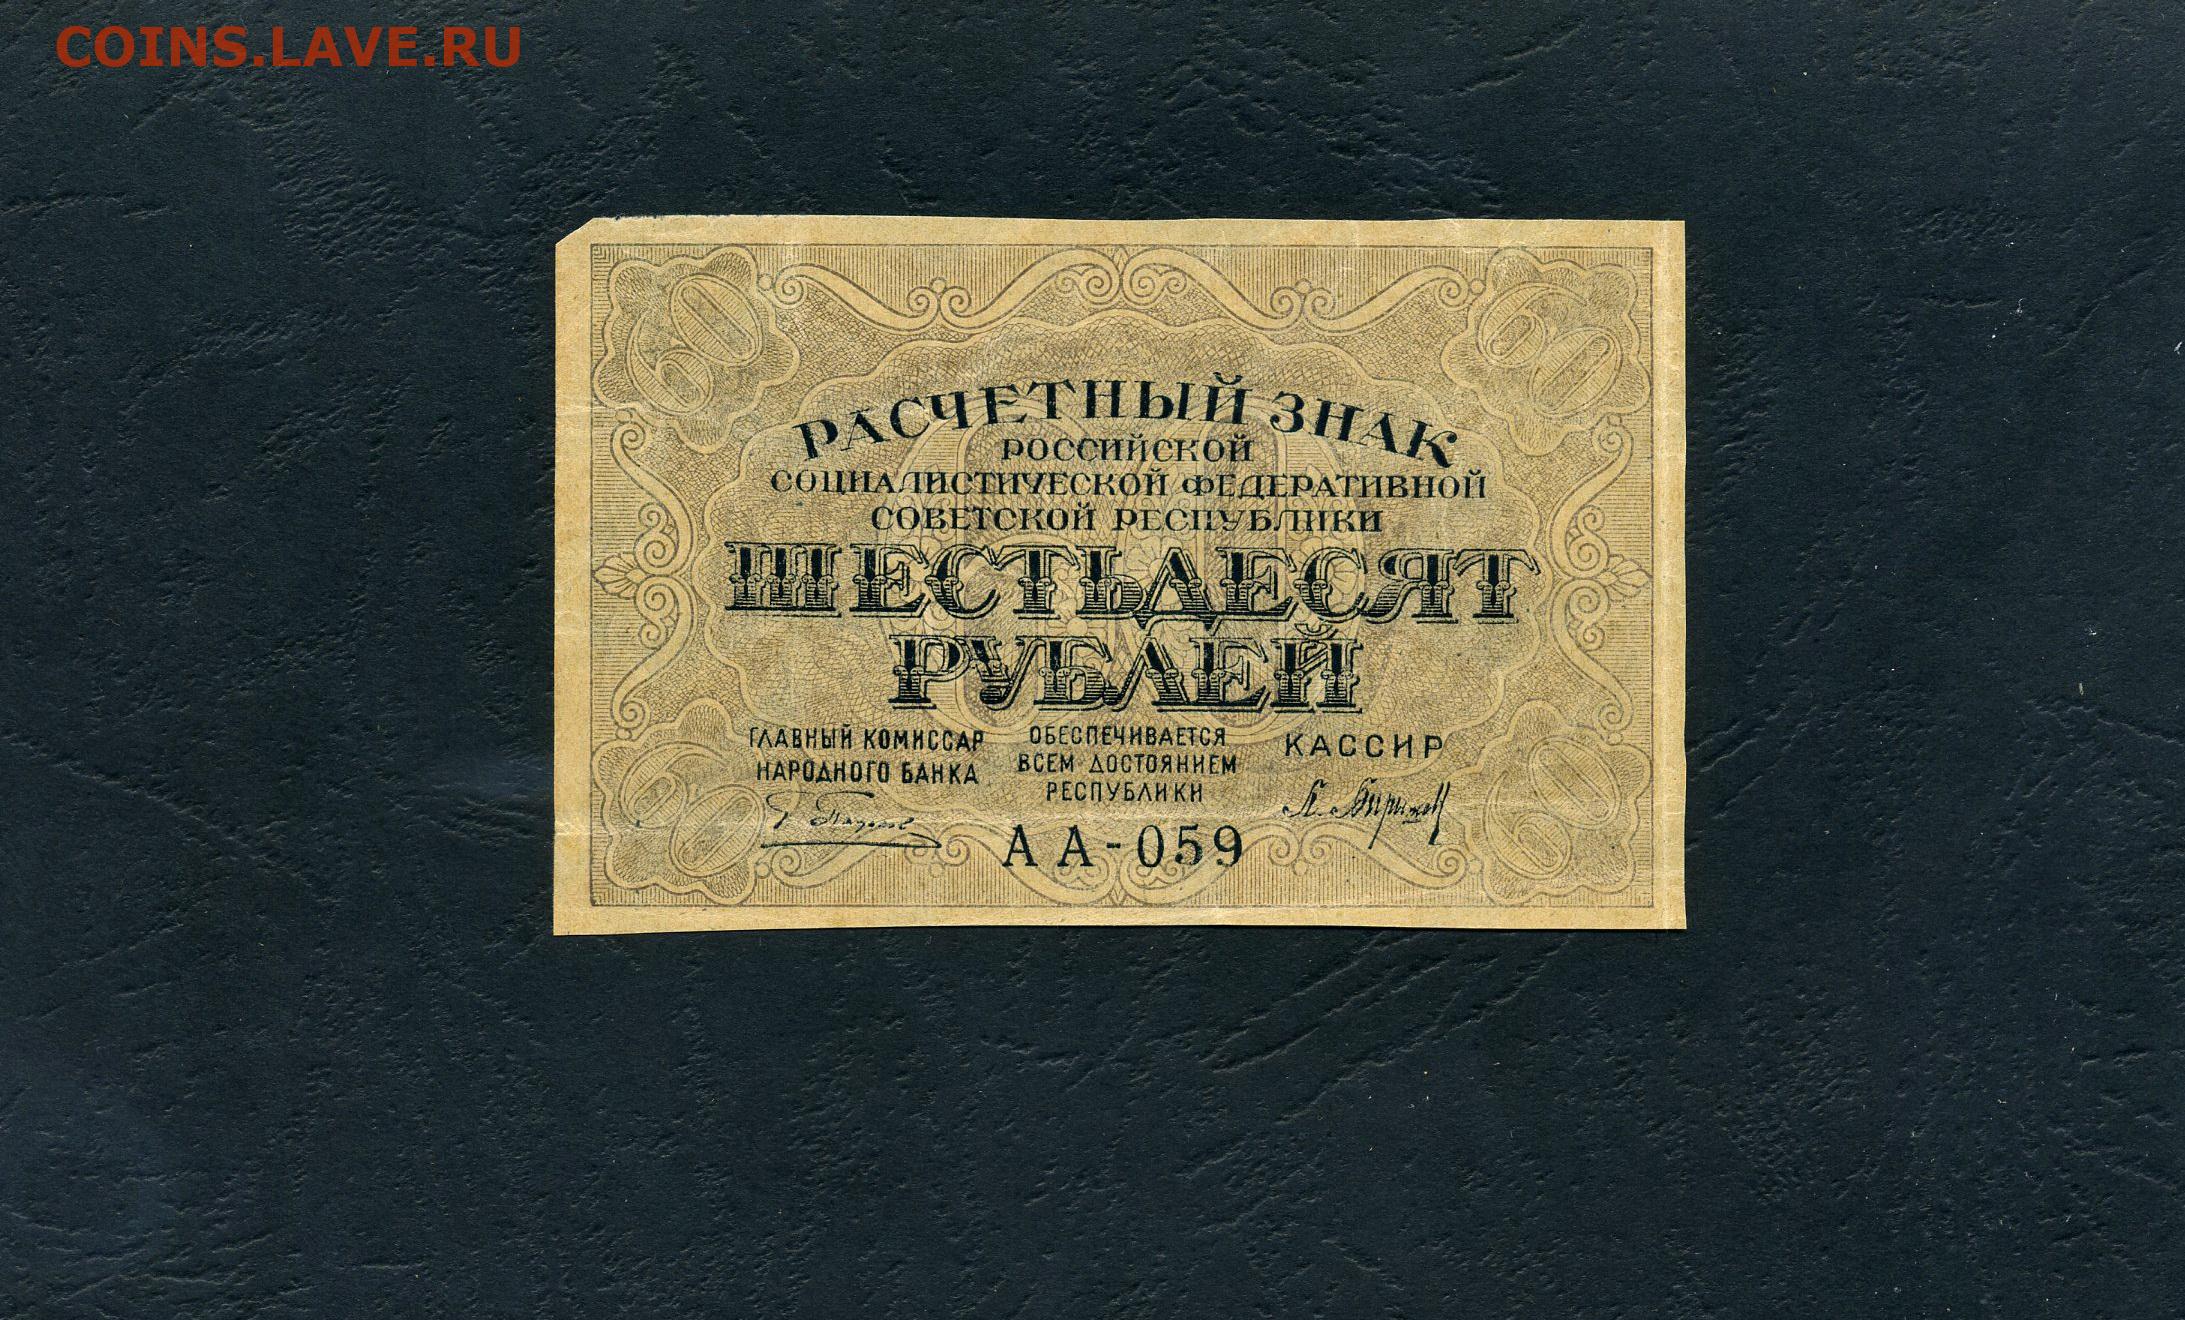 COINS.LAVE.RU
60 60
РАСЧЕТНЫЙ ЗНАК
РОССИЙСКОЙ
СОЦИАЛИСТИЧЕСКОЙ ФЕДЕРАТИВНОЙ
СОВЕТСКОЙ РЕСПУБЛИКИ
ШЕСТЬДЕСЯТ
РУБЛЕЙ
ГЛАВНЫЙ КОМИССАР
НАРОДНОГО БАНКА
ОБЕСПЕЧИВАЕТСЯ
ВСЕМ ДОСТОЯНИЕМ
РЕСПУБЛИКИ
КАССИР
60 60
АА-059